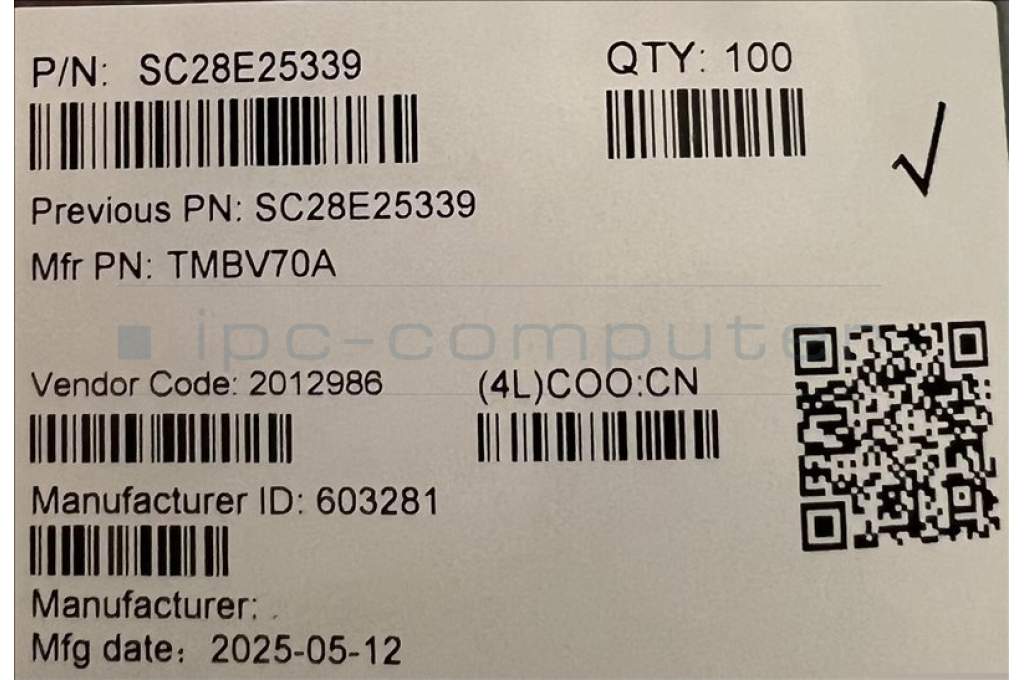 P/N: SC28E25339
QTY: 100
Previous PN: SC28E25339
Mfr PN: TMBV70A
ipc-computer
Vendor Code: 2012986
(4L)COO:CN
Manufacturer ID: 603281
Manufacturer:
Mfg date: 2025-05-12